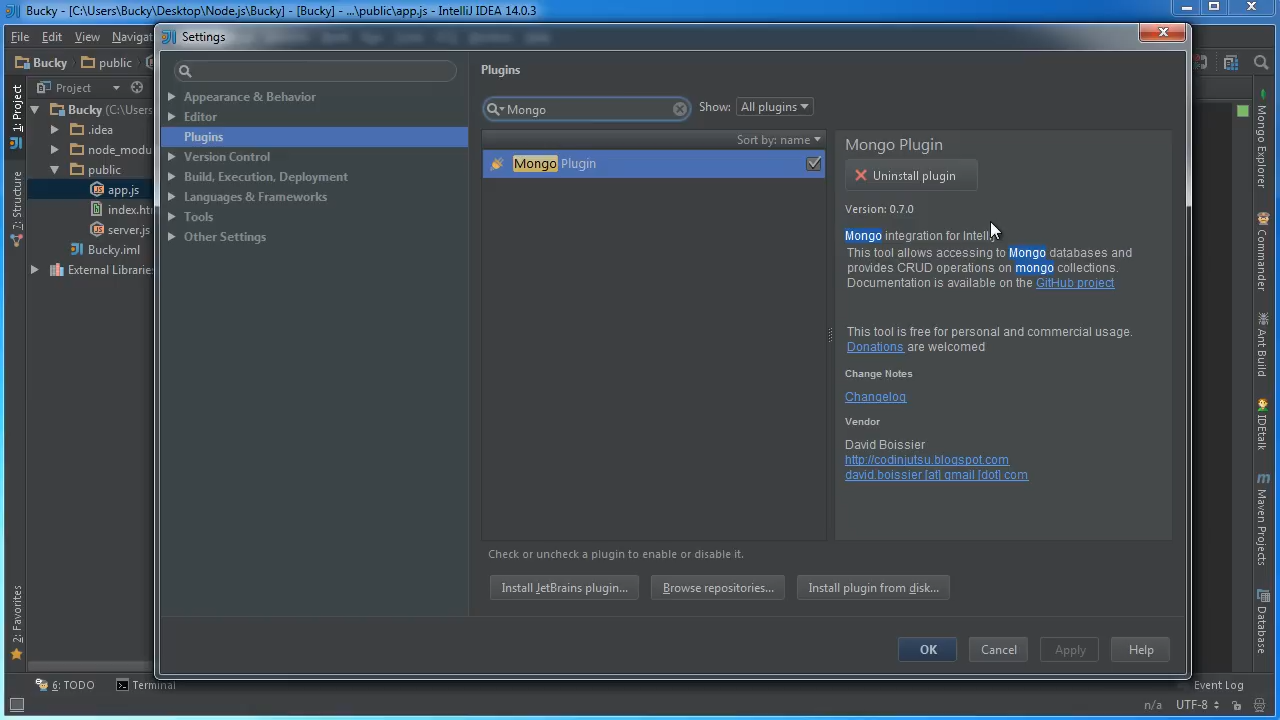 Bucky - [C:\Users\Bucky\Desktop\Node.js\Bucky] - [Bucky] - ...\public\app.js - IntelliJ IDEA 14.0.3
File Edit View Navigat
Settings
Bucky public
Project
Bucky (C:\Users
.idea
node_modu
public
app.js
index.htm
server.js
Bucky.iml
External Librarie
1: Project
7: Structure
2: Favorites
Appearance & Behavior
Editor
Plugins
Version Control
Build, Execution, Deployment
Languages & Frameworks
Tools
Other Settings
Plugins
Mongo
Show: All plugins
Sort by: name
Mongo Plugin
Check or uncheck a plugin to enable or disable it.
Install JetBrains plugin... Browse repositories... Install plugin from disk...
Mongo Plugin
Uninstall plugin
Version: 0.7.0
Mongo integration for Intellij
This tool allows accessing to Mongo databases and
provides CRUD operations on mongo collections.
Documentation is available on the GitHub project
This tool is free for personal and commercial usage.
Donations are welcomed
Change Notes
Changelog
Vendor
David Boissier
http://codinjutsu.blogspot.com
david.boissier [at] gmail [dot] com
OK Cancel Apply Help
Mongo Explorer
Commander
Ant Build
IDEtalk
Maven Projects
Database
6: TODO Terminal Event Log
n/a UTF-8